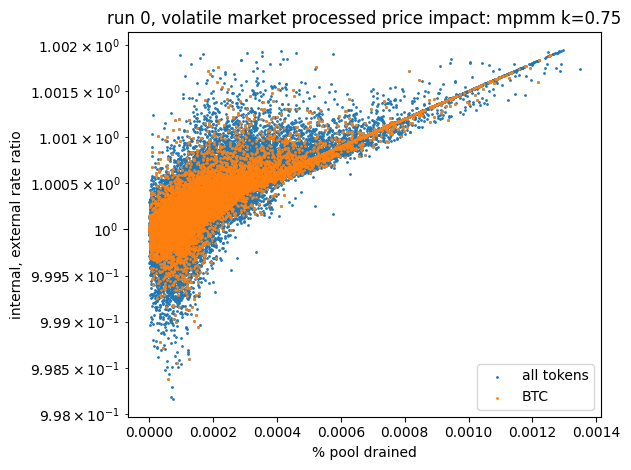 run 0, volatile market processed price impact: mpmm k=0.75
internal, external rate ratio
1.002 × 10⁰
1.0015 × 10⁰
1.001 × 10⁰
1.0005 × 10⁰
10⁰
9.995 × 10⁻¹
9.99 × 10⁻¹
9.985 × 10⁻¹
9.98 × 10⁻¹
all tokens
BTC
0.0000 0.0002 0.0004 0.0006 0.0008 0.0010 0.0012 0.0014
% pool drained